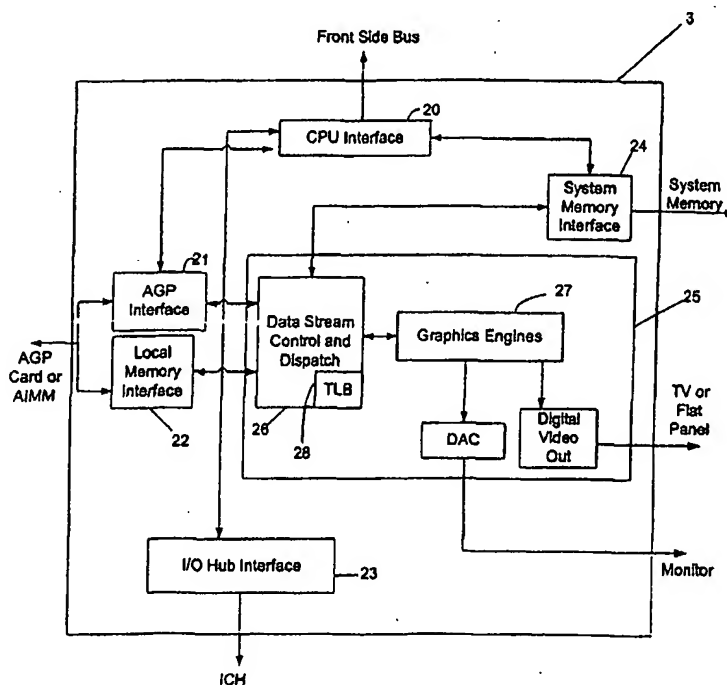 Front Side Bus
3
20
CPU Interface
24
System
Memory
Interface
System
Memory
21
AGP
Interface
Data Stream
Control and
Dispatch
27
Graphics Engines
25
AGP
Card or
AIMM
Local
Memory
Interface
22
TLB
26
28
DAC
Digital
Video
Out
TV or
Flat
Panel
I/O Hub Interface
23
Monitor
ICH